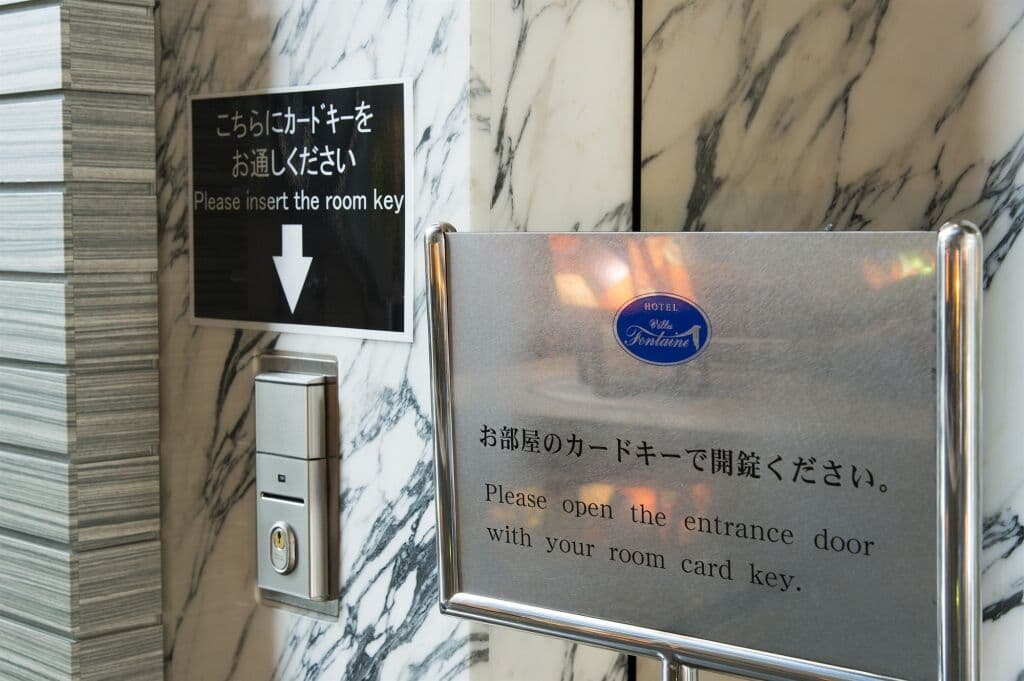 こちらにカードキーを
お通しください
Please insert the room key
HOTEL
Villa
Fontaine
お部屋のカードキーで開錠ください。
Please open the entrance door
with your room card key.